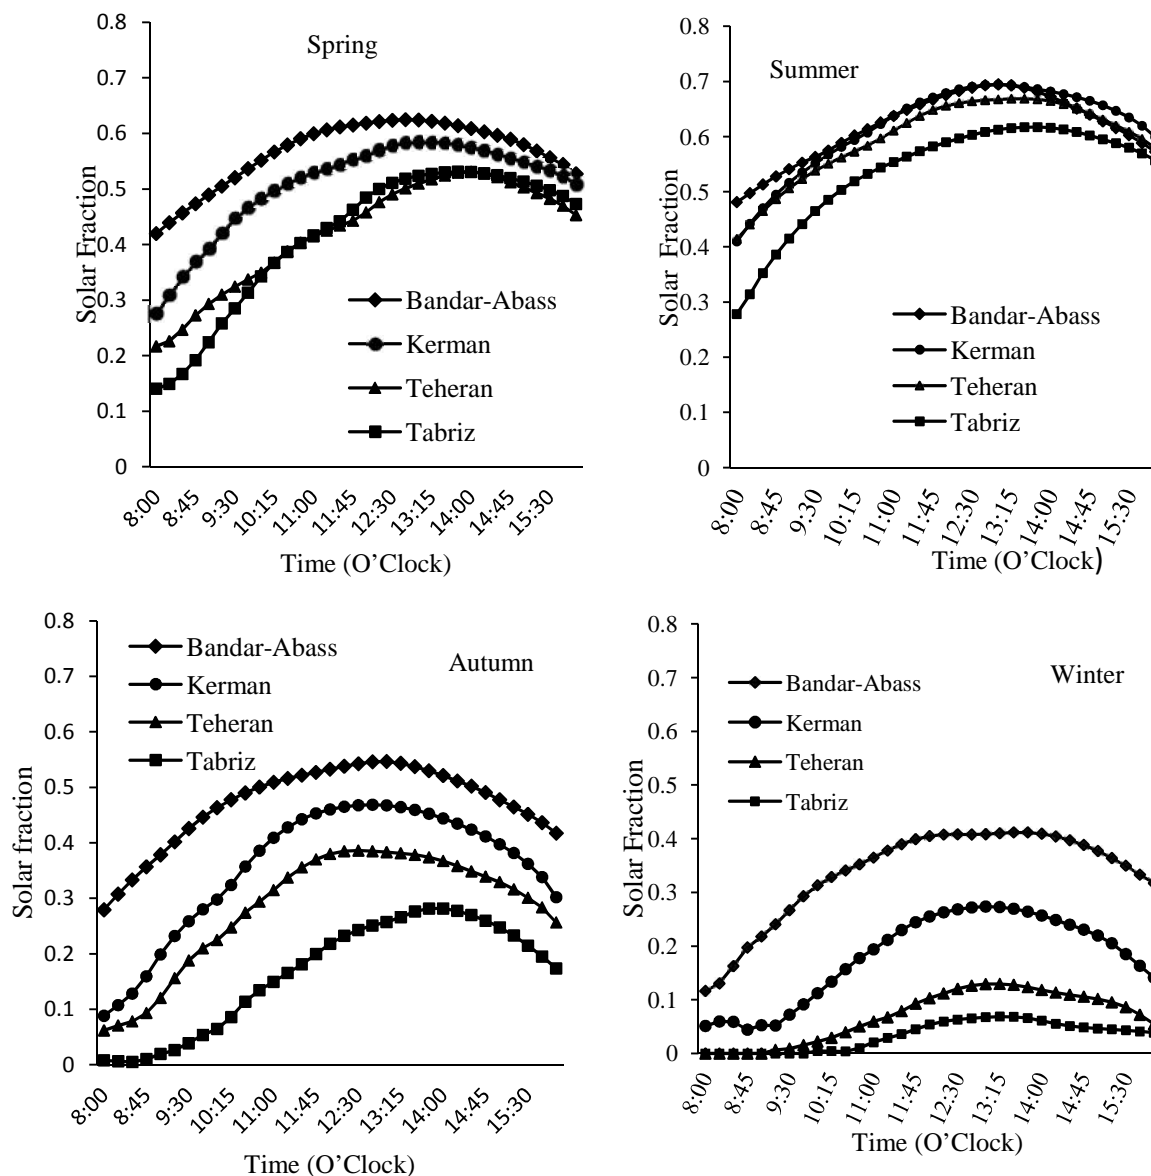 Spring
Solar Fraction
0.8
0.7
0.6
0.5
0.4
0.3
0.2
0.1
0
Bandar-Abass
Kerman
Teheran
Tabriz
8:00
8:45
9:30
10:15
11:00
11:45
12:30
13:15
14:00
14:45
15:30
Time (O’Clock)
Summer
Solar Fraction
0.8
0.7
0.6
0.5
0.4
0.3
0.2
0.1
0
Bandar-Abass
Kerman
Teheran
Tabriz
8:00
8:45
9:30
10:15
11:00
11:45
12:30
13:15
14:00
14:45
15:30
Time (O’Clock)
Autumn
Solar fraction
0.8
0.7
0.6
0.5
0.4
0.3
0.2
0.1
0
Bandar-Abass
Kerman
Teheran
Tabriz
8:00
8:45
9:30
10:15
11:00
11:45
12:30
13:15
14:00
14:45
15:30
Time (O’Clock)
Winter
Solar Fraction
0.8
0.7
0.6
0.5
0.4
0.3
0.2
0.1
0
Bandar-Abass
Kerman
Teheran
Tabriz
8:00
8:45
9:30
10:15
11:00
11:45
12:30
13:15
14:00
14:45
15:30
Time (O’Clock)